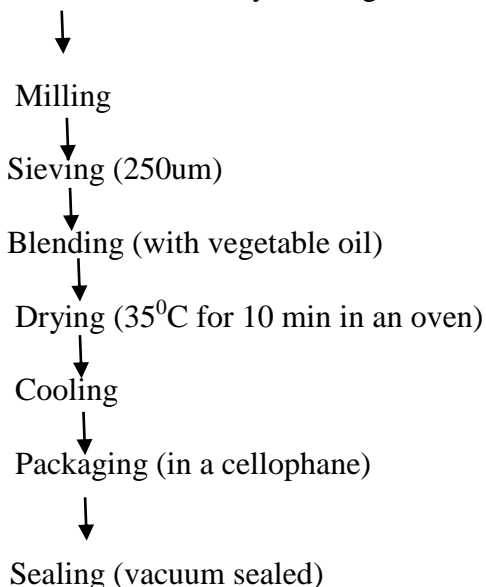 Milling
Sieving (250um)
Blending (with vegetable oil)
Drying (35⁰C for 10 min in an oven)
Cooling
Packaging (in a cellophane)
Sealing (vacuum sealed)